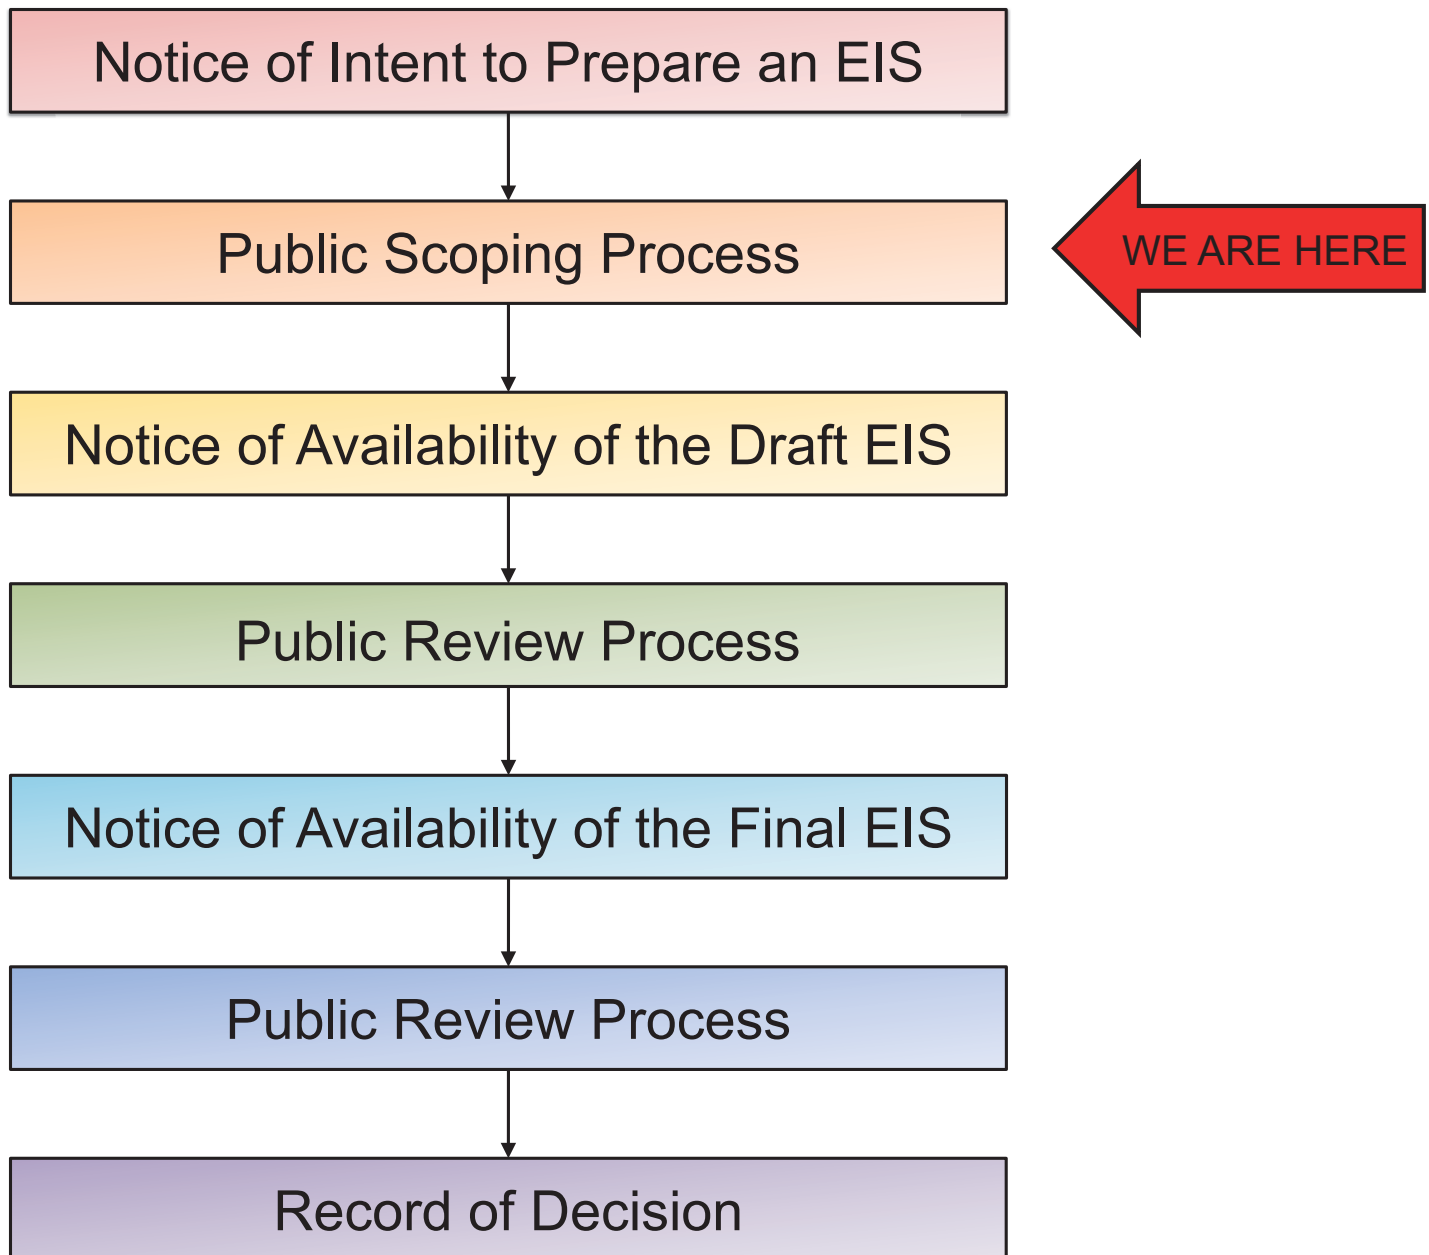 Notice of Intent to Prepare an EIS
Public Scoping Process
WE ARE HERE
Notice of Availability of the Draft EIS
Public Review Process
Notice of Availability of the Final EIS
Public Review Process
Record of Decision